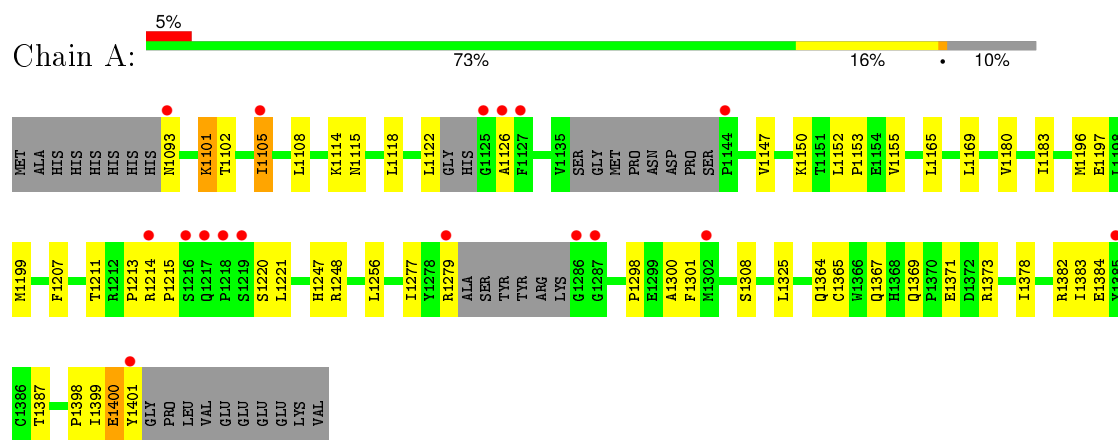 5%
Chain A:
73% 16% • 10%
MET ALA HIS HIS HIS HIS HIS HIS N1093 K1101 T1102 I1105 L1108 K1114 N1115 L1118 L1122 GLY HIS G1125 A1126 F1127 V1135 SER GLY MET PRO ASN ASP PRO SER P1144 V1147 K1150 T1151 L1152 P1153 E1154 V1155 L1165 L1169 V1180 I1183 M1196 E1197 L1198
M1199 F1207 T1211 R1212 P1213 R1214 P1215 S1216 Q1217 P1218 S1219 S1220 L1221 H1247 R1248 L1256 I1277 Y1278 R1279 ALA SER TYR TYR ARG LYS G1286 G1287 P1298 E1299 A1300 F1301 M1302 S1308 L1325 Q1364 C1365 W1366 Q1367 H1368 Q1369 P1370 E1371 D1372 R1373 I1378 R1382 I1383 E1384 Y1385
C1386 T1387 P1398 I1399 E1400 Y1401 GLY PRO LEU VAL GLU GLU GLU GLU LYS VAL